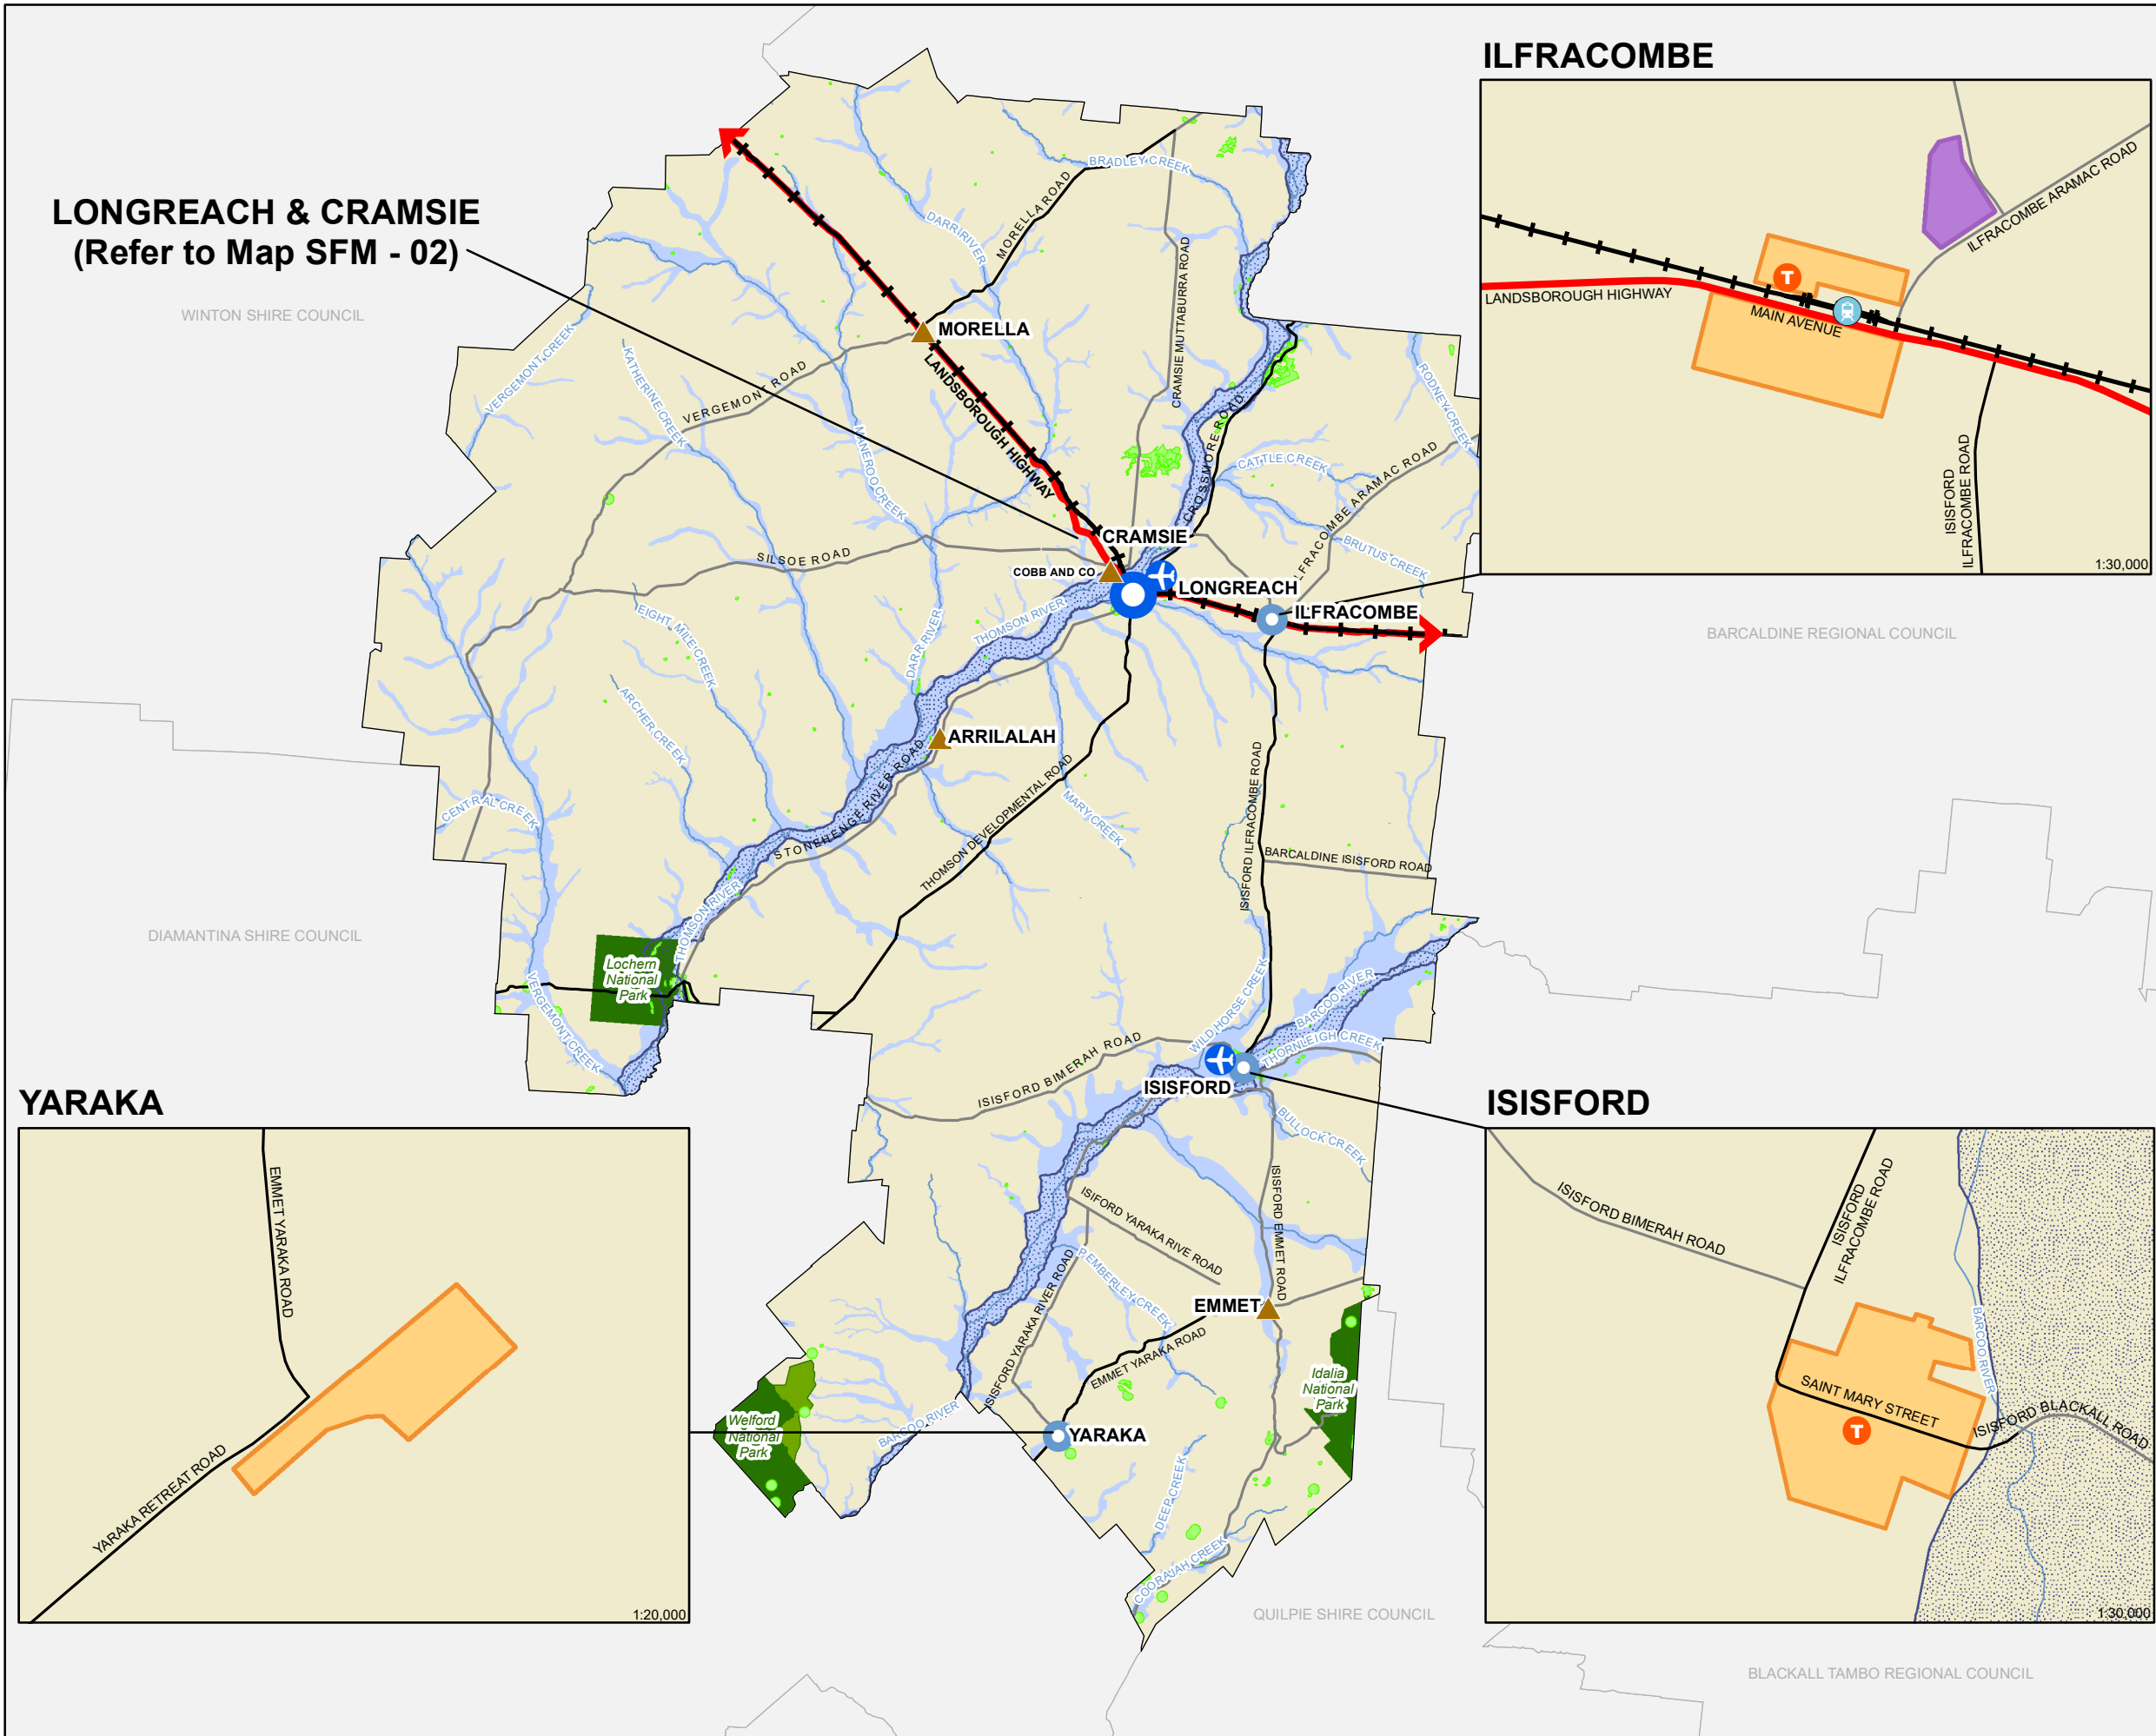 ILFRACOMBE
ILFRACOMBE ARAMAC ROAD
LANDSBOROUGH HIGHWAY
MAIN AVENUE
T
ISISFORD
ILFRACOMBE ROAD
1:30,000
LONGREACH & CRAMSIE
(Refer to Map SFM - 02)
WINTON SHIRE COUNCIL
BRADLEY CREEK
MORELLA ROAD
DARR RIVER
CRAMSIE MUTTABURRA ROAD
MORELLA
VERGEMONT CREEK
KATHERINE CREEK
VERGEMONT ROAD
LANDSBOROUGH HIGHWAY
MANEROO CREEK
RODNEY CREEK
CROSSMORE ROAD
CATTLE CREEK
ILFRACOMBE ARAMAC ROAD
BRUTUS CREEK
CRAMSIE
SILSOE ROAD
COBB AND CO
LONGREACH
ILFRACOMBE
BARCALDINE REGIONAL COUNCIL
EIGHT MILE CREEK
THOMSON RIVER
DARR RIVER
ARCHER CREEK
ARRILALAH
STONEHENGE RIVER ROAD
THOMSON DEVELOPMENTAL ROAD
MARY CREEK
ISISFORD ILFRACOMBE ROAD
BARCALDINE ISISFORD ROAD
CENTRAL CREEK
DIAMANTINA SHIRE COUNCIL
THOMSON RIVER
Lochern
National
Park
VERGEMONT CREEK
WILD HORSE CREEK
BARCOO RIVER
THORNLEIGH CREEK
ISISFORD BIMERAH ROAD
ISISFORD
BULLOCK CREEK
ISIFORD YARAKA RIVE ROAD
ISISFORD EMMET ROAD
PEMBERLEY CREEK
ISISFORD YARAKA RIVER ROAD
EMMET
EMMET YARAKA ROAD
Idalia
National
Park
Welford
National
Park
BARCOO RIVER
YARAKA
DEEP CREEK
COORAJAH CREEK
QUILPIE SHIRE COUNCIL
BLACKALL TAMBO REGIONAL COUNCIL
YARAKA
EMMET YARAKA ROAD
YARAKA RETREAT ROAD
1:20,000
ISISFORD
ISISFORD BIMERAH ROAD
ISISFORD
ILFRACOMBE ROAD
BARCOO RIVER
SAINT MARY STREET
T
ISISFORD BLACKALL ROAD
1:30,000